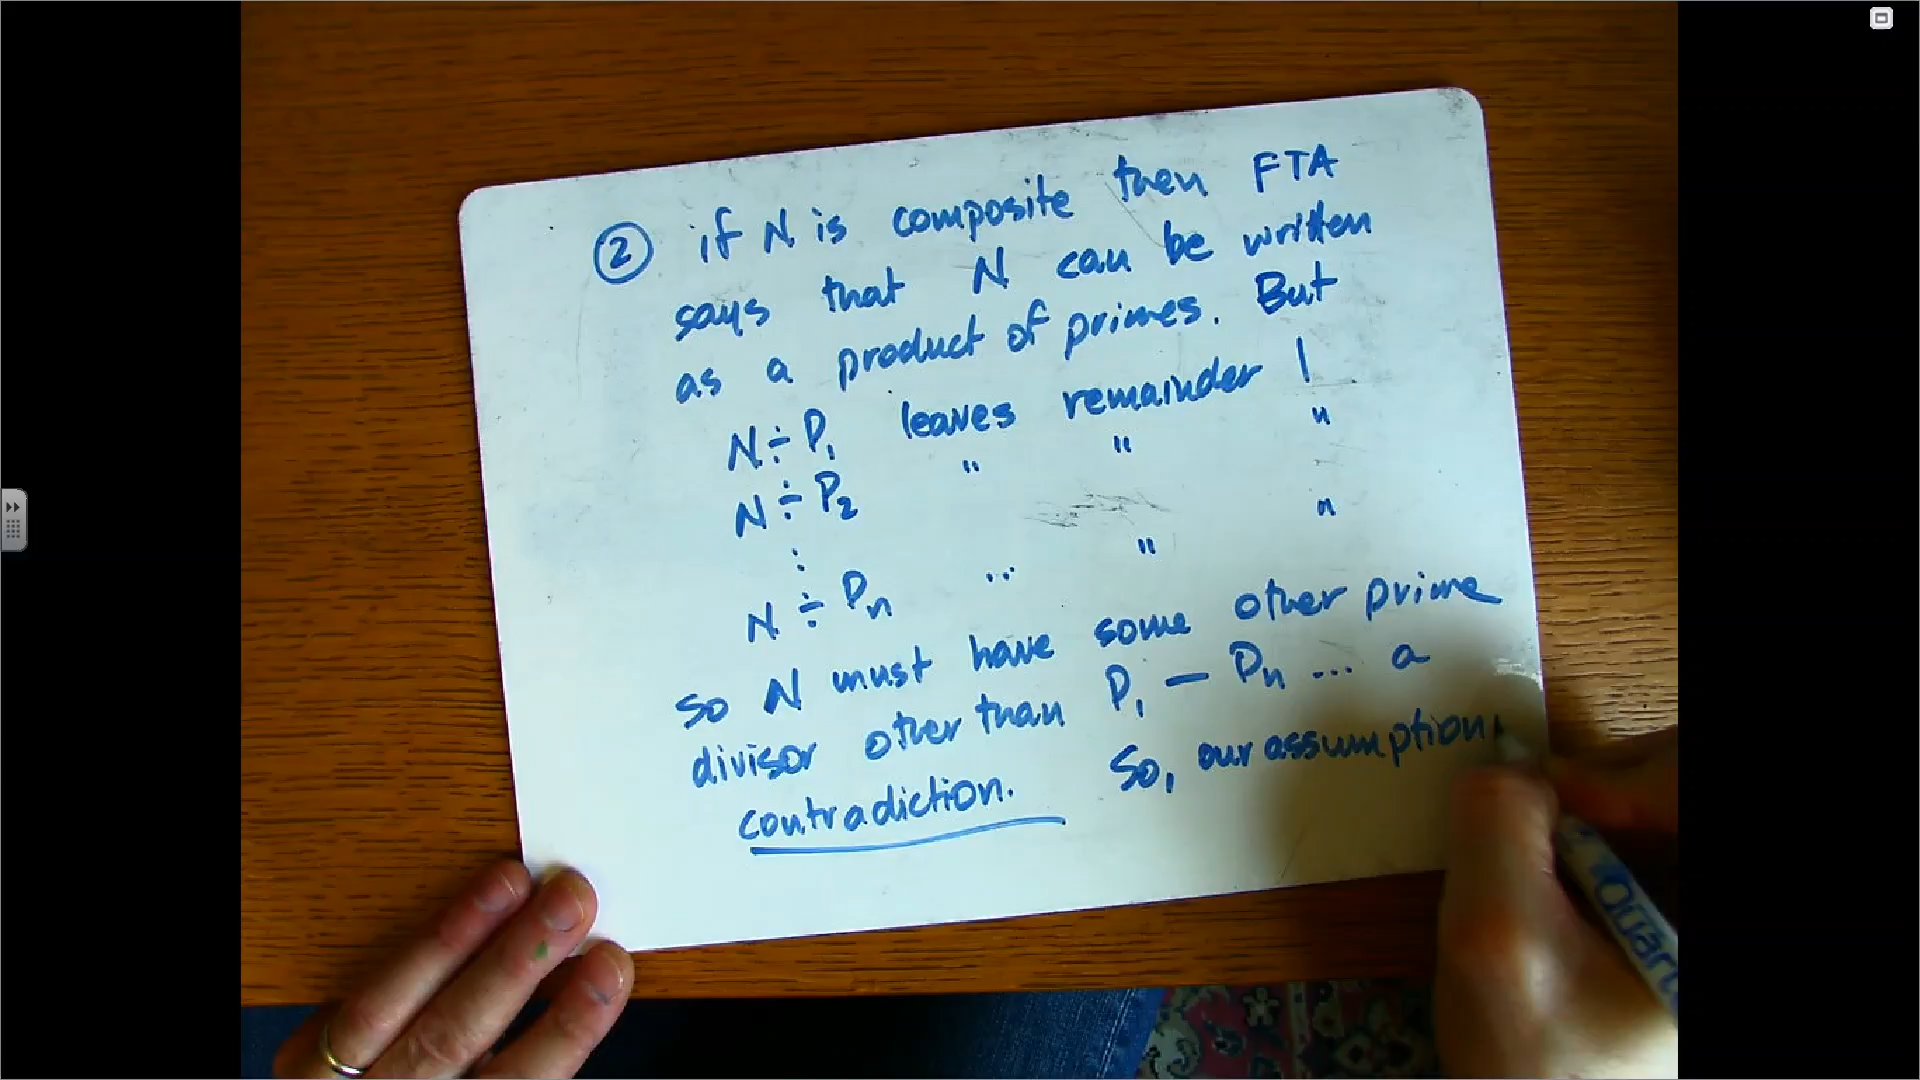 ② if N is composite then FTA
says that N can be written
as a product of primes. But
N ÷ P₁ leaves remainder 1
N ÷ P₂ " " "
⋮
N ÷ Pₙ ... " "
So N must have some other prime
divisor other than P₁ — Pₙ ... a
contradiction. So, our assumption
Quart